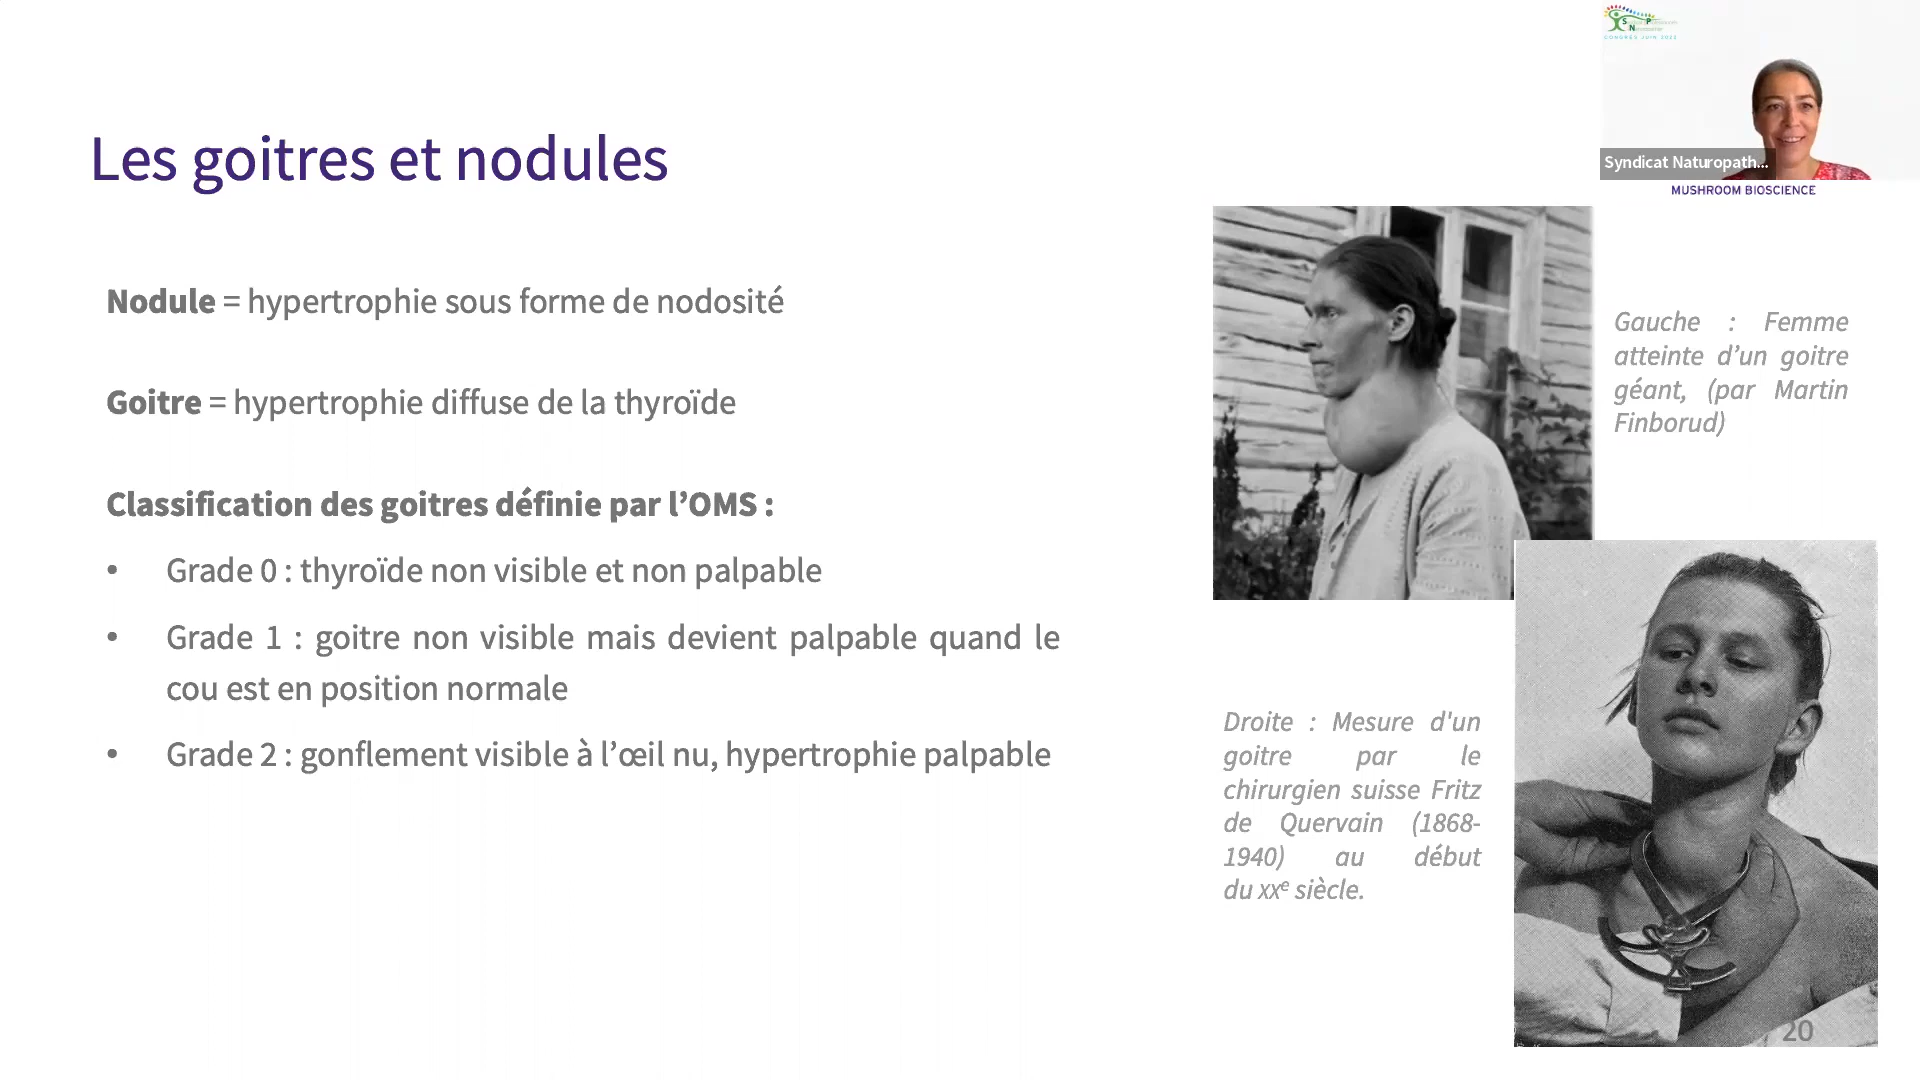 CONGRÈS JUIN 2022
Syndicat Naturopath...
MUSHROOM BIOSCIENCE
Les goitres et nodules
Nodule = hypertrophie sous forme de nodosité
Goitre = hypertrophie diffuse de la thyroïde
Classification des goitres définie par l’OMS :
• Grade 0 : thyroïde non visible et non palpable
• Grade 1 : goitre non visible mais devient palpable quand le
cou est en position normale
• Grade 2 : gonflement visible à l’œil nu, hypertrophie palpable
Gauche : Femme
atteinte d’un goitre
géant, (par Martin
Finborud)
Droite : Mesure d'un
goitre par le
chirurgien suisse Fritz
de Quervain (1868-
1940) au début
du XXe siècle.
20